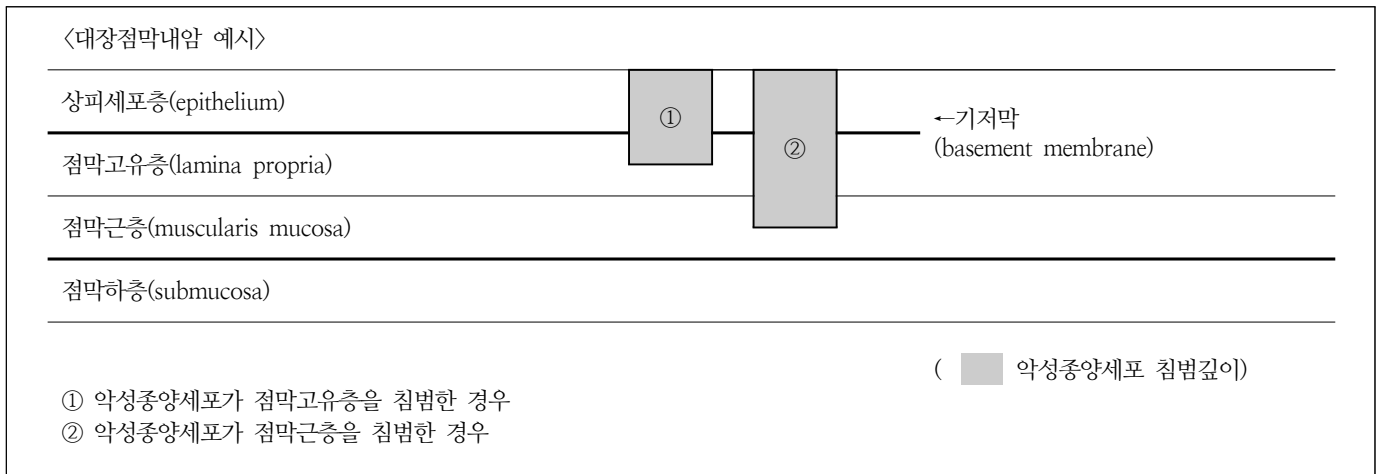 〈대장점막내암 예시〉
상피세포층(epithelium)
①
②
←기저막
(basement membrane)
점막고유층(lamina propria)
점막근층(muscularis mucosa)
점막하층(submucosa)
( 악성종양세포 침범깊이)
① 악성종양세포가 점막고유층을 침범한 경우
② 악성종양세포가 점막근층을 침범한 경우